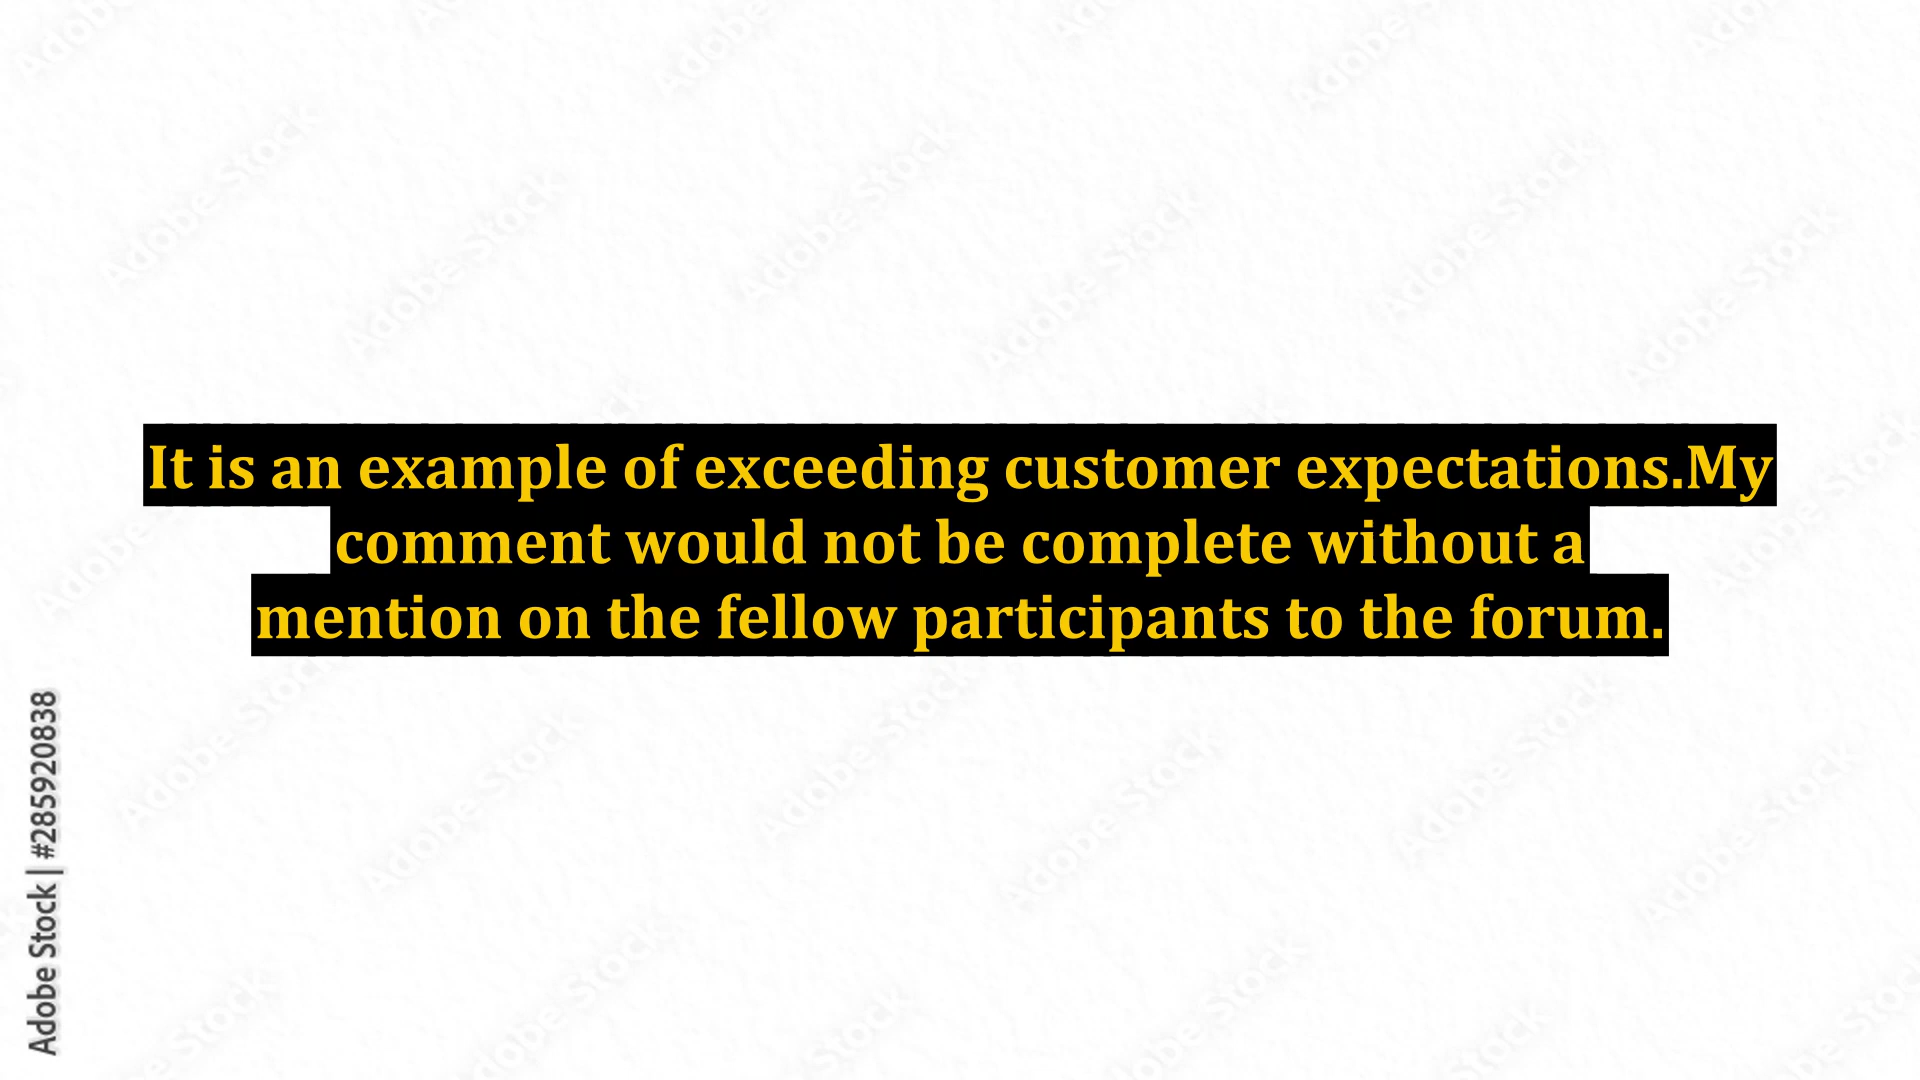 It is an example of exceeding customer expectations.My
comment would not be complete without a
mention on the fellow participants to the forum.
Adobe Stock | #285920838